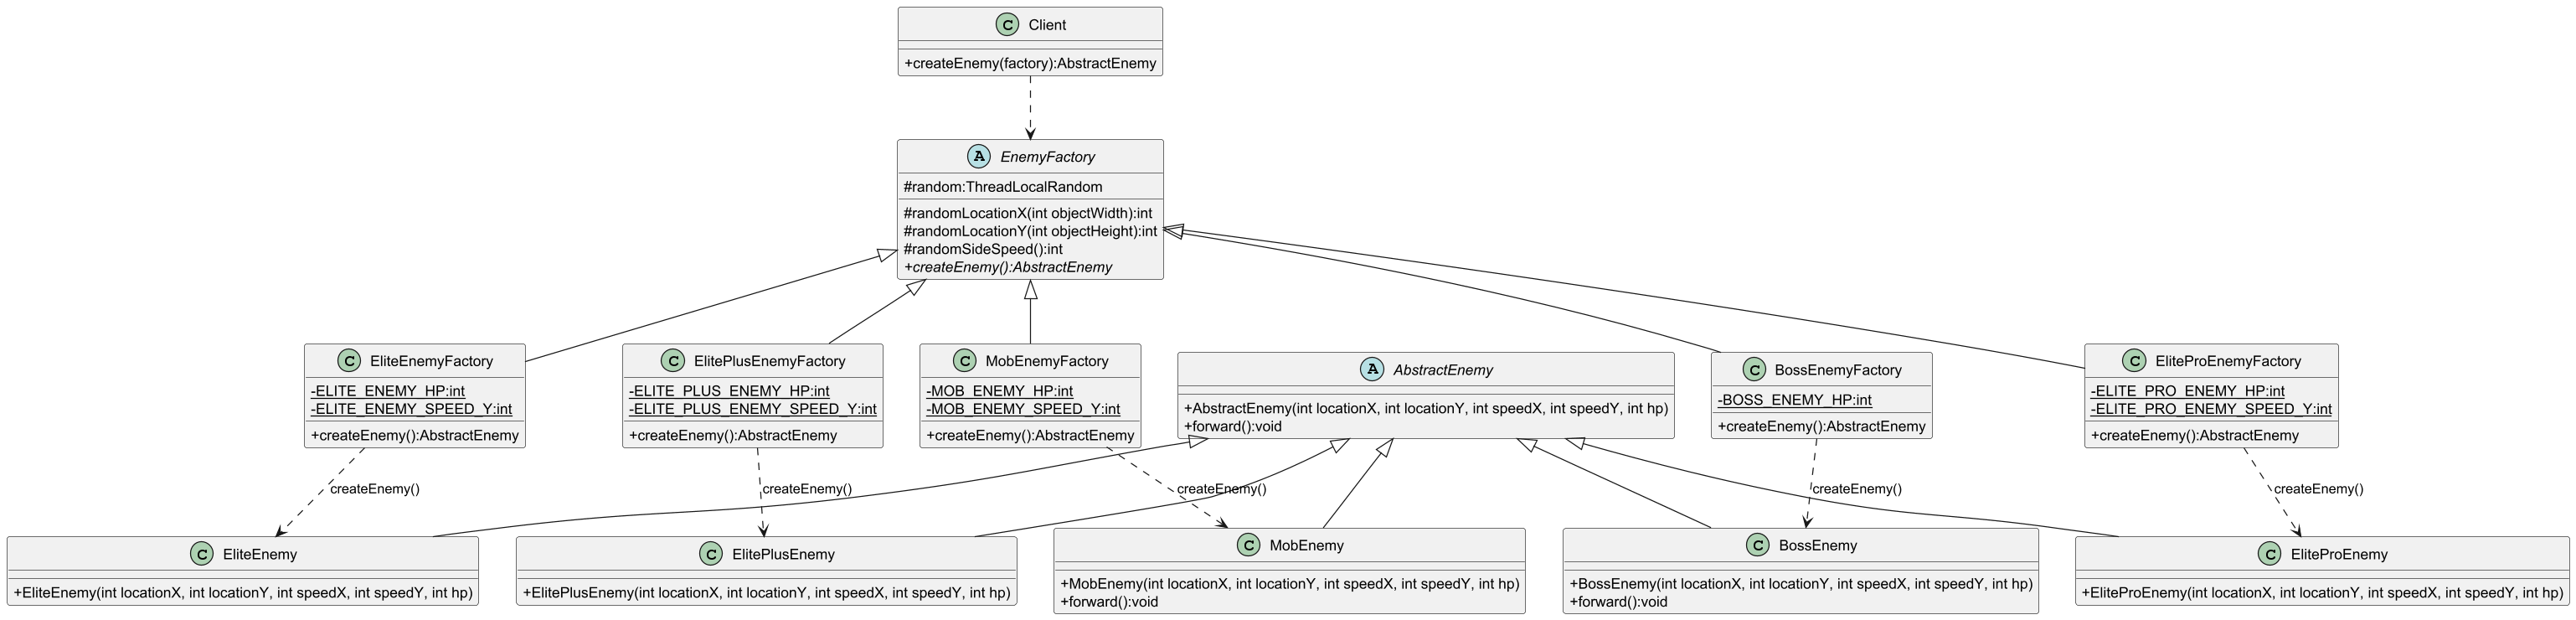 C Client
+createEnemy(factory):AbstractEnemy
A EnemyFactory
#random:ThreadLocalRandom
#randomLocationX(int objectWidth):int
#randomLocationY(int objectHeight):int
#randomSideSpeed():int
+createEnemy():AbstractEnemy
C EliteEnemyFactory
-ELITE_ENEMY_HP:int
-ELITE_ENEMY_SPEED_Y:int
+createEnemy():AbstractEnemy
C ElitePlusEnemyFactory
-ELITE_PLUS_ENEMY_HP:int
-ELITE_PLUS_ENEMY_SPEED_Y:int
+createEnemy():AbstractEnemy
C MobEnemyFactory
-MOB_ENEMY_HP:int
-MOB_ENEMY_SPEED_Y:int
+createEnemy():AbstractEnemy
A AbstractEnemy
+AbstractEnemy(int locationX, int locationY, int speedX, int speedY, int hp)
+forward():void
C BossEnemyFactory
-BOSS_ENEMY_HP:int
+createEnemy():AbstractEnemy
C EliteProEnemyFactory
-ELITE_PRO_ENEMY_HP:int
-ELITE_PRO_ENEMY_SPEED_Y:int
+createEnemy():AbstractEnemy
createEnemy()
createEnemy()
createEnemy()
createEnemy()
createEnemy()
C EliteEnemy
+EliteEnemy(int locationX, int locationY, int speedX, int speedY, int hp)
C ElitePlusEnemy
+ElitePlusEnemy(int locationX, int locationY, int speedX, int speedY, int hp)
C MobEnemy
+MobEnemy(int locationX, int locationY, int speedX, int speedY, int hp)
+forward():void
C BossEnemy
+BossEnemy(int locationX, int locationY, int speedX, int speedY, int hp)
+forward():void
C EliteProEnemy
+EliteProEnemy(int locationX, int locationY, int speedX, int speedY, int hp)